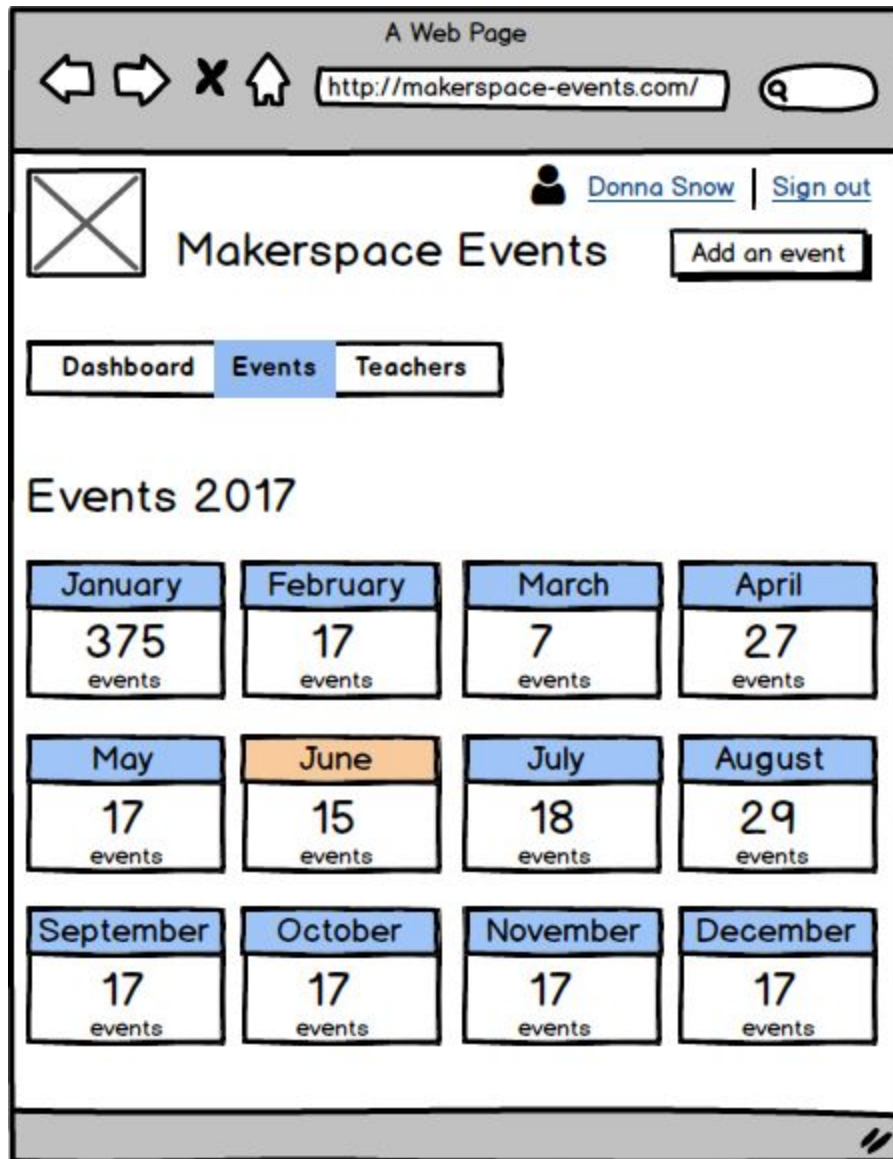 A Web Page
http://makerspace-events.com/
Donna Snow Sign out
Makerspace Events
Add an event
Dashboard Events Teachers
Events 2017
January February March April
375 17 7 27
events events events events
May June July August
17 15 18 29
events events events events
September October November December
17 17 17 17
events events events events